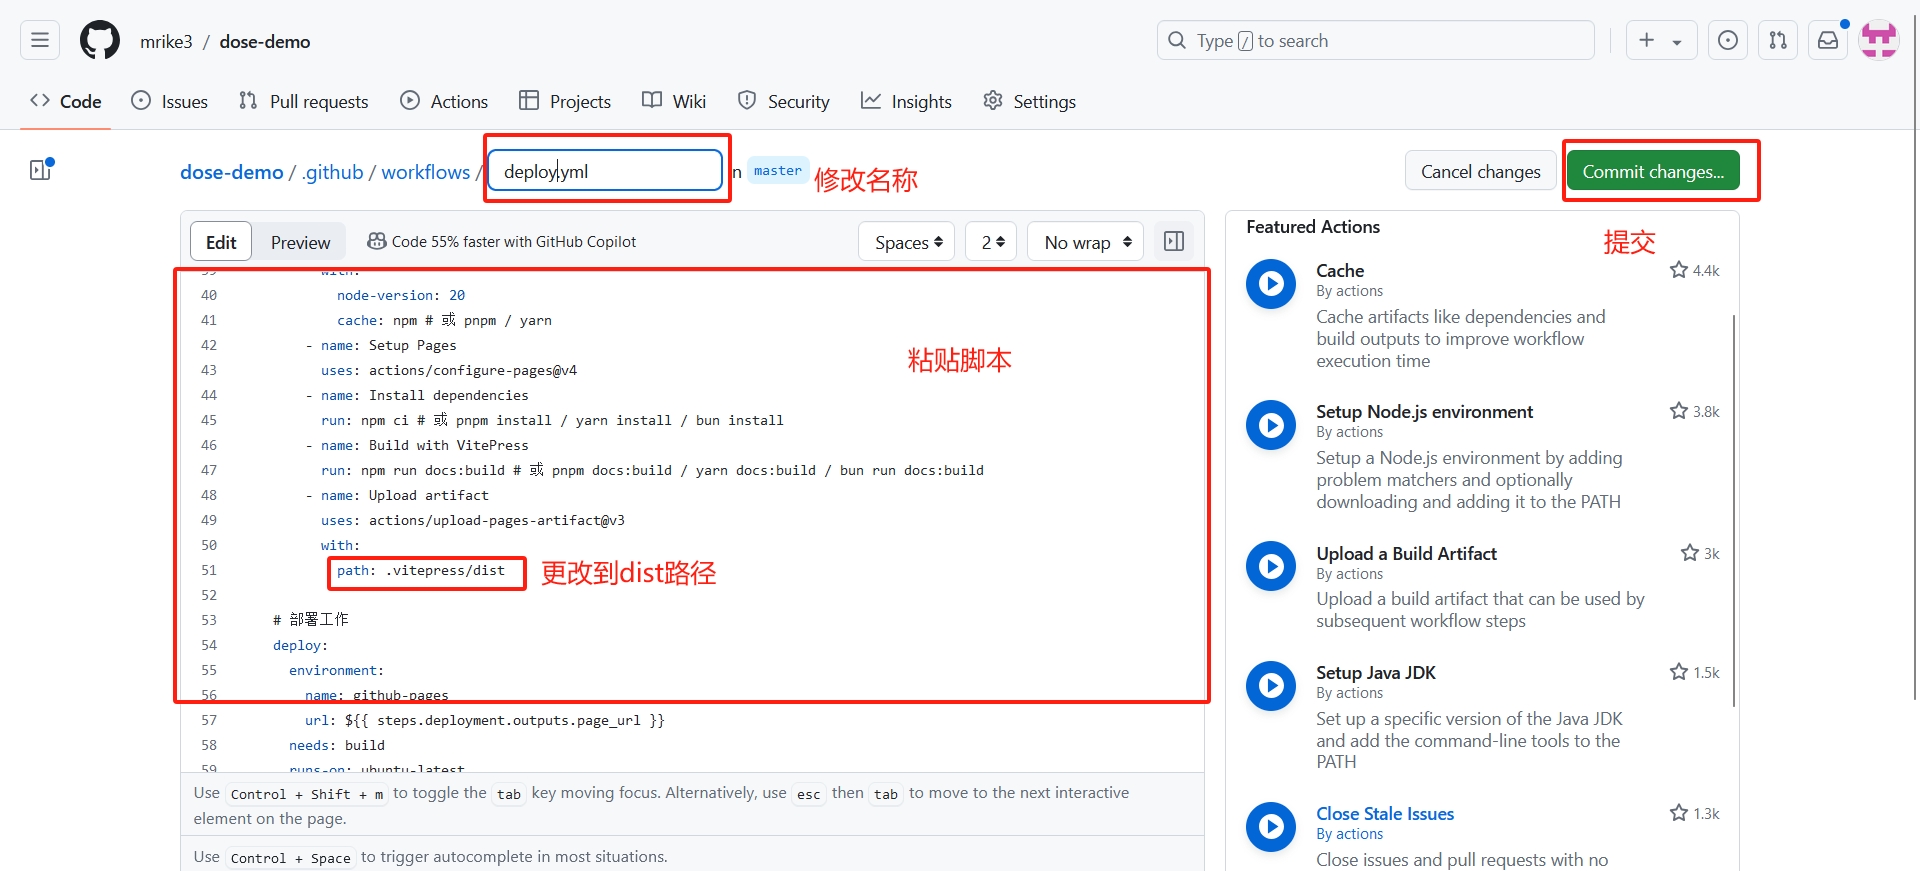 mrike3 / dose-demo
Type / to search
Code
Issues
Pull requests
Actions
Projects
Wiki
Security
Insights
Settings
dose-demo / .github / workflows / deploy.yml n master
修改名称
Cancel changes
Commit changes...
提交
Edit
Preview
Code 55% faster with GitHub Copilot
Spaces
2
No wrap
39 with:
40 node-version: 20
41 cache: npm # 或 pnpm / yarn
42 - name: Setup Pages
43 uses: actions/configure-pages@v4
44 - name: Install dependencies
45 run: npm ci # 或 pnpm install / yarn install / bun install
46 - name: Build with VitePress
47 run: npm run docs:build # 或 pnpm docs:build / yarn docs:build / bun run docs:build
48 - name: Upload artifact
49 uses: actions/upload-pages-artifact@v3
50 with:
51 path: .vitepress/dist
52
53 # 部署工作
54 deploy:
55 environment:
56 name: github-pages
57 url: ${{ steps.deployment.outputs.page_url }}
58 needs: build
59 runs-on: ubuntu-latest
粘贴脚本
更改到dist路径
Use Control + Shift + m to toggle the tab key moving focus. Alternatively, use esc then tab to move to the next interactive
element on the page.
Use Control + Space to trigger autocomplete in most situations.
Featured Actions
Cache
4.4k
By actions
Cache artifacts like dependencies and
build outputs to improve workflow
execution time
Setup Node.js environment
3.8k
By actions
Setup a Node.js environment by adding
problem matchers and optionally
downloading and adding it to the PATH
Upload a Build Artifact
3k
By actions
Upload a build artifact that can be used by
subsequent workflow steps
Setup Java JDK
1.5k
By actions
Set up a specific version of the Java JDK
and add the command-line tools to the
PATH
Close Stale Issues
1.3k
By actions
Close issues and pull requests with no